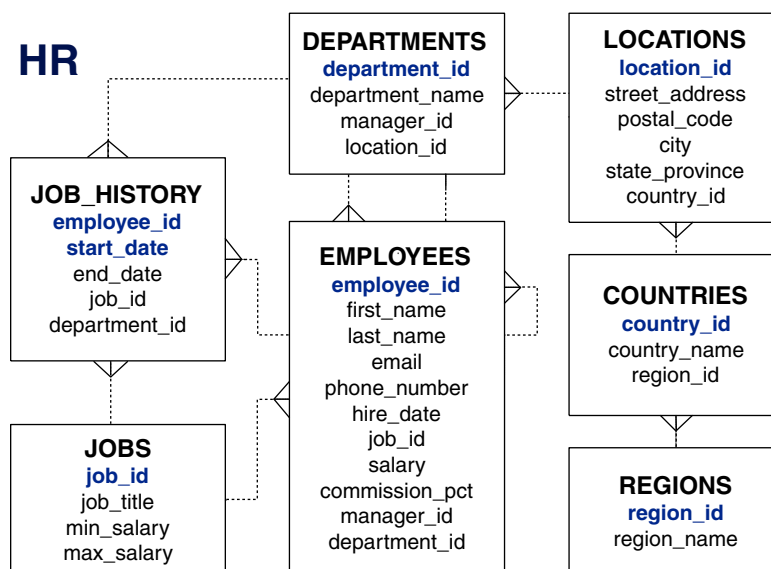 HR
DEPARTMENTS
department_id
department_name
manager_id
location_id
LOCATIONS
location_id
street_address
postal_code
city
state_province
country_id
JOB_HISTORY
employee_id
start_date
end_date
job_id
department_id
EMPLOYEES
employee_id
first_name
last_name
email
phone_number
hire_date
job_id
salary
commission_pct
manager_id
department_id
COUNTRIES
country_id
country_name
region_id
JOBS
job_id
job_title
min_salary
max_salary
REGIONS
region_id
region_name